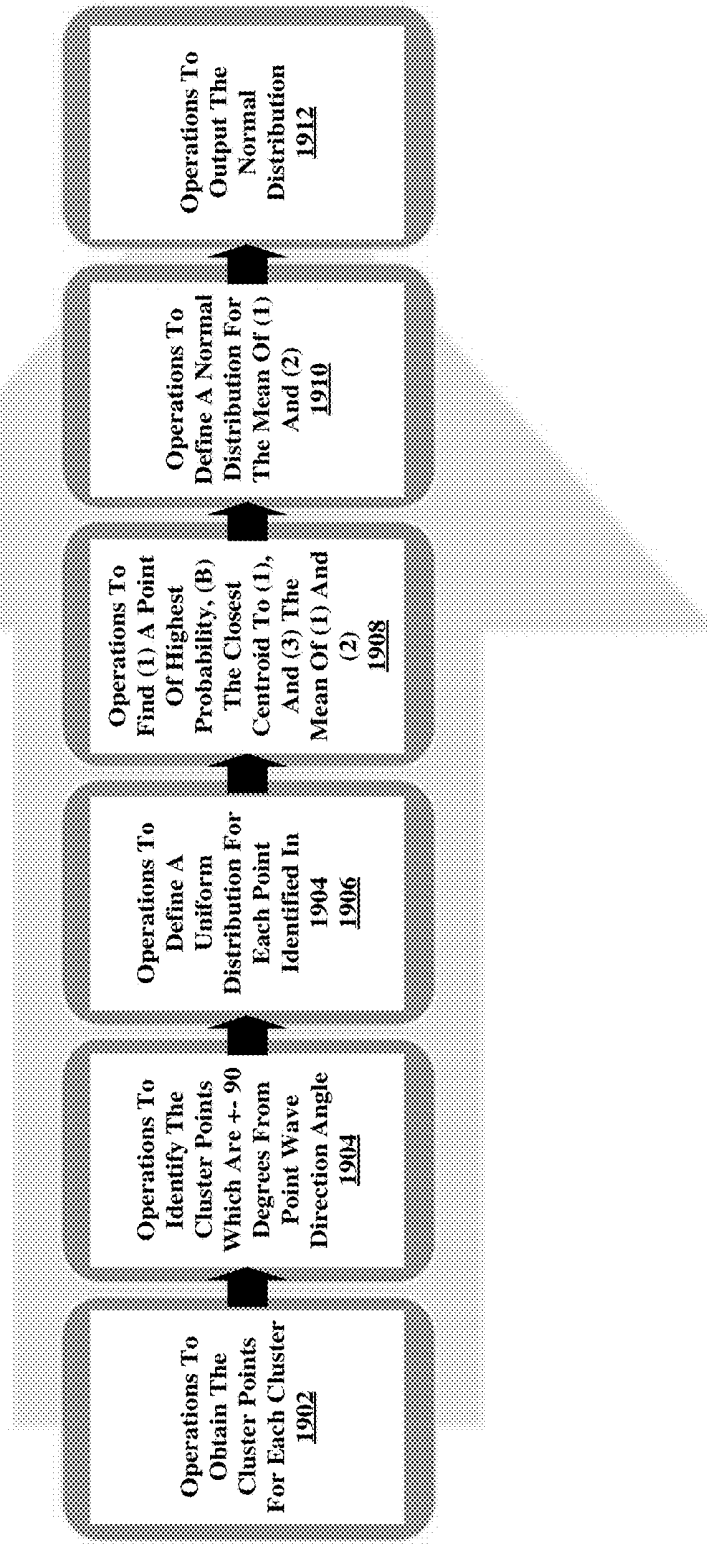 Operations To
Obtain The
Cluster Points
For Each Cluster
1902
Operations To
Identify The
Cluster Points
Which Are +- 90
Degrees From
Point Wave
Direction Angle
1904
Operations To
Define A
Uniform
Distribution For
Each Point
Identified In
1904
1906
Operations To
Find (1) A Point
Of Highest
Probability, (B)
The Closest
Centroid To (1),
And (3) The
Mean Of (1) And
(2)
1908
Operations To
Define A Normal
Distribution For
The Mean Of (1)
And (2)
1910
Operations To
Output The
Normal
Distribution
1912